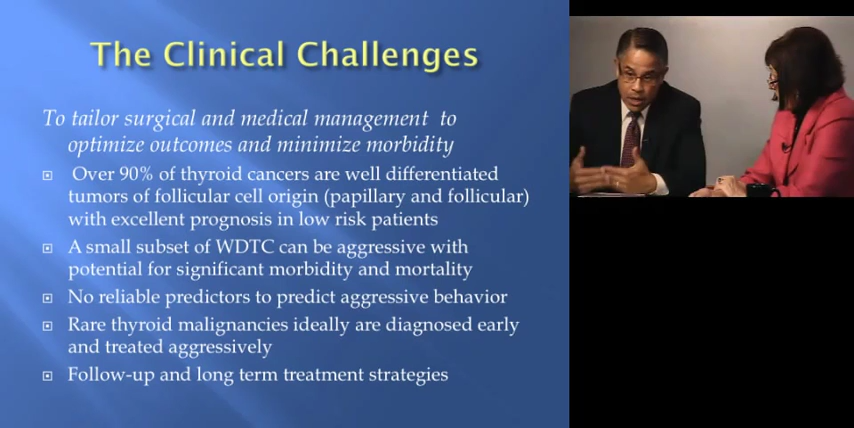 The Clinical Challenges
To tailor surgical and medical management to
optimize outcomes and minimize morbidity
Over 90% of thyroid cancers are well differentiated
tumors of follicular cell origin (papillary and follicular)
with excellent prognosis in low risk patients
A small subset of WDTC can be aggressive with
potential for significant morbidity and mortality
No reliable predictors to predict aggressive behavior
Rare thyroid malignancies ideally are diagnosed early
and treated aggressively
Follow-up and long term treatment strategies